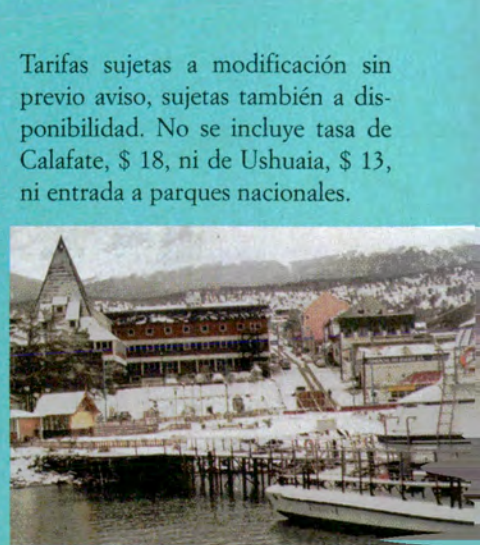 Tarifas sujetas a modificación sin
previo aviso, sujetas también a dis-
ponibilidad. No se incluye tasa de
Calafate, $ 18, ni de Ushuaia, $ 13,
ni entrada a parques nacionales.